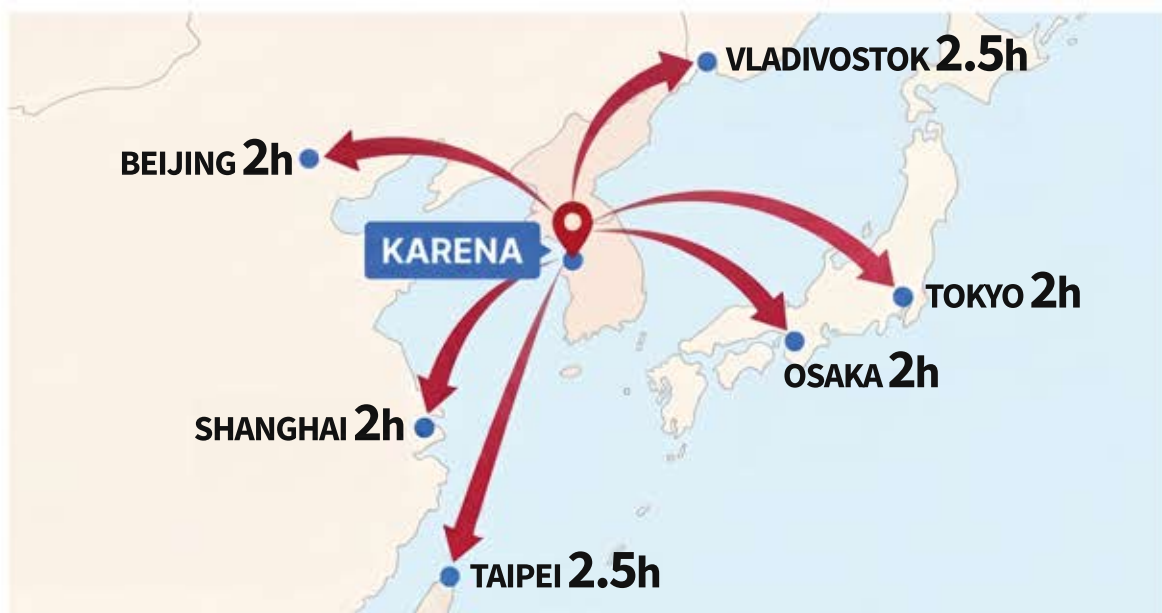 VLADIVOSTOK 2.5h
BEIJING 2h
KARENA
TOKYO 2h
OSAKA 2h
SHANGHAI 2h
TAIPEI 2.5h